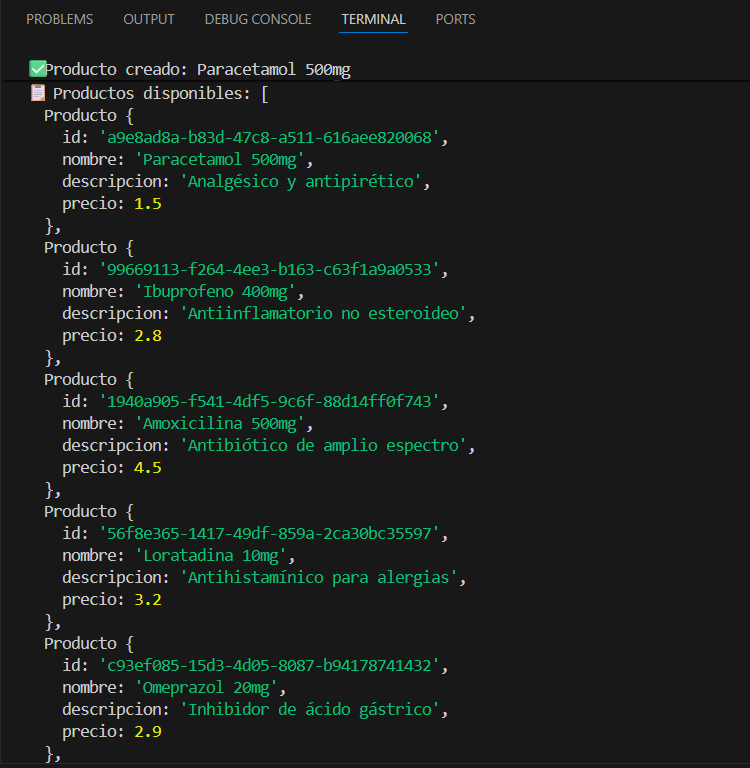 PROBLEMS OUTPUT DEBUG CONSOLE TERMINAL PORTS
✅Producto creado: Paracetamol 500mg
📋 Productos disponibles: [
  Producto {
    id: 'a9e8ad8a-b83d-47c8-a511-616aee820068',
    nombre: 'Paracetamol 500mg',
    descripcion: 'Analgésico y antipirético',
    precio: 1.5
  },
  Producto {
    id: '99669113-f264-4ee3-b163-c63f1a9a0533',
    nombre: 'Ibuprofeno 400mg',
    descripcion: 'Antiinflamatorio no esteroideo',
    precio: 2.8
  },
  Producto {
    id: '1940a905-f541-4df5-9c6f-88d14ff0f743',
    nombre: 'Amoxicilina 500mg',
    descripcion: 'Antibiótico de amplio espectro',
    precio: 4.5
  },
  Producto {
    id: '56f8e365-1417-49df-859a-2ca30bc35597',
    nombre: 'Loratadina 10mg',
    descripcion: 'Antihistamínico para alergias',
    precio: 3.2
  },
  Producto {
    id: 'c93ef085-15d3-4d05-8087-b94178741432',
    nombre: 'Omeprazol 20mg',
    descripcion: 'Inhibidor de ácido gástrico',
    precio: 2.9
  },